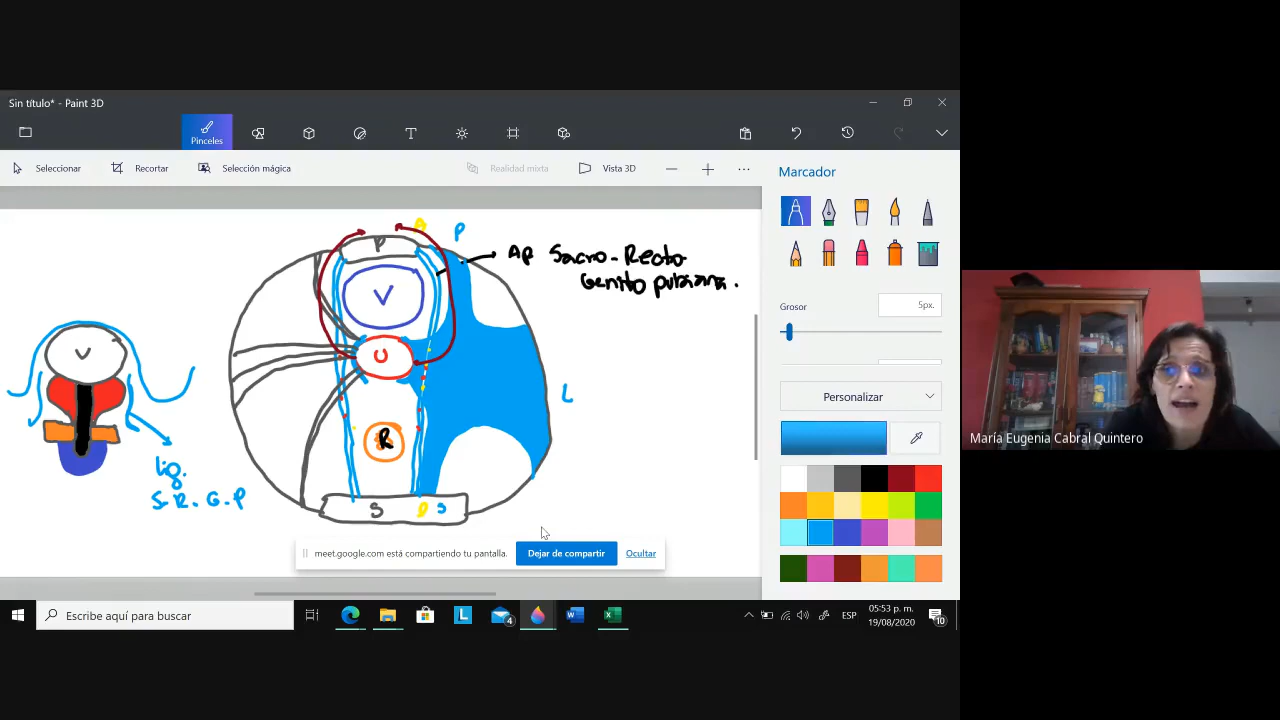 Sin título* - Paint 3D
Pinceles
Seleccionar
Recortar
Selección mágica
Realidad mixta
Vista 3D
Marcador
Grosor
5px.
Personalizar
P
P
AP Sacro-Recto
Genito pubiana.
V
V
U
L
R
lig.
S.R.G.P
S
S
meet.google.com está compartiendo tu pantalla.
Dejar de compartir
Ocultar
María Eugenia Cabral Quintero
Escribe aquí para buscar
4
ESP
05:53 p. m.
19/08/2020
10